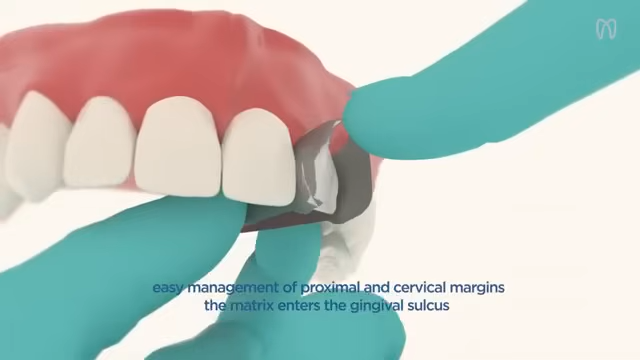 easy management of proximal and cervical margins
the matrix enters the gingival sulcus